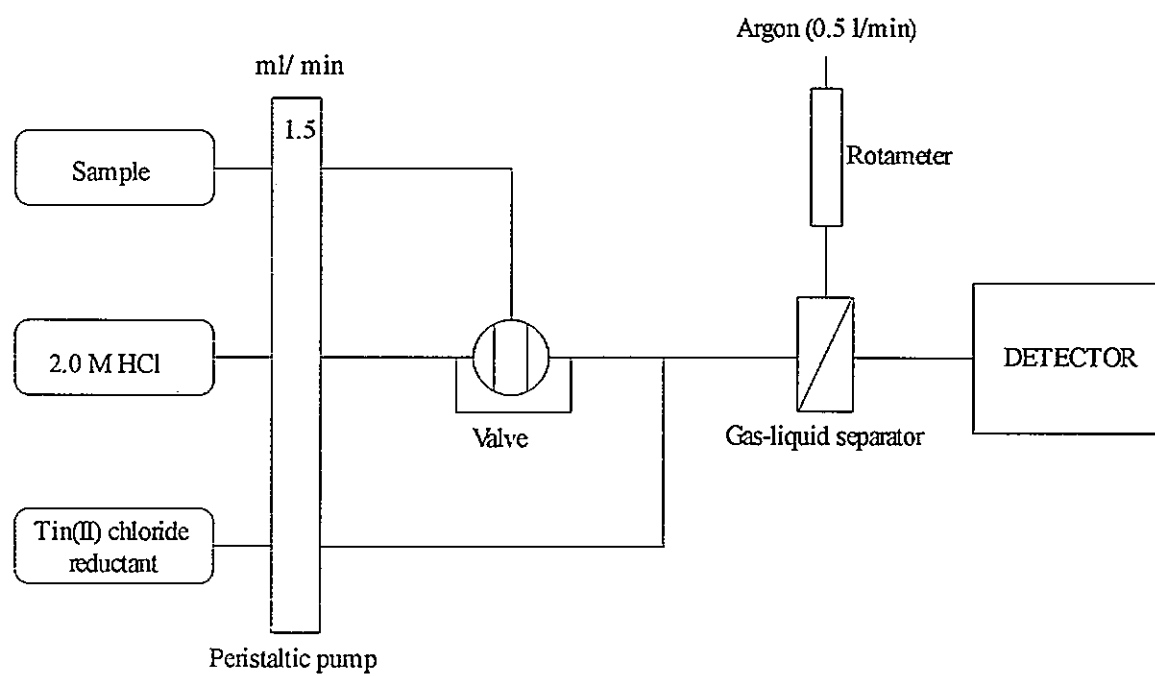 Argon (0.5 l/min)
ml/ min
1.5
Sample
Rotameter
2.0 M HCl
DETECTOR
Valve
Gas-liquid separator
Tin(II) chloride
reductant
Peristaltic pump